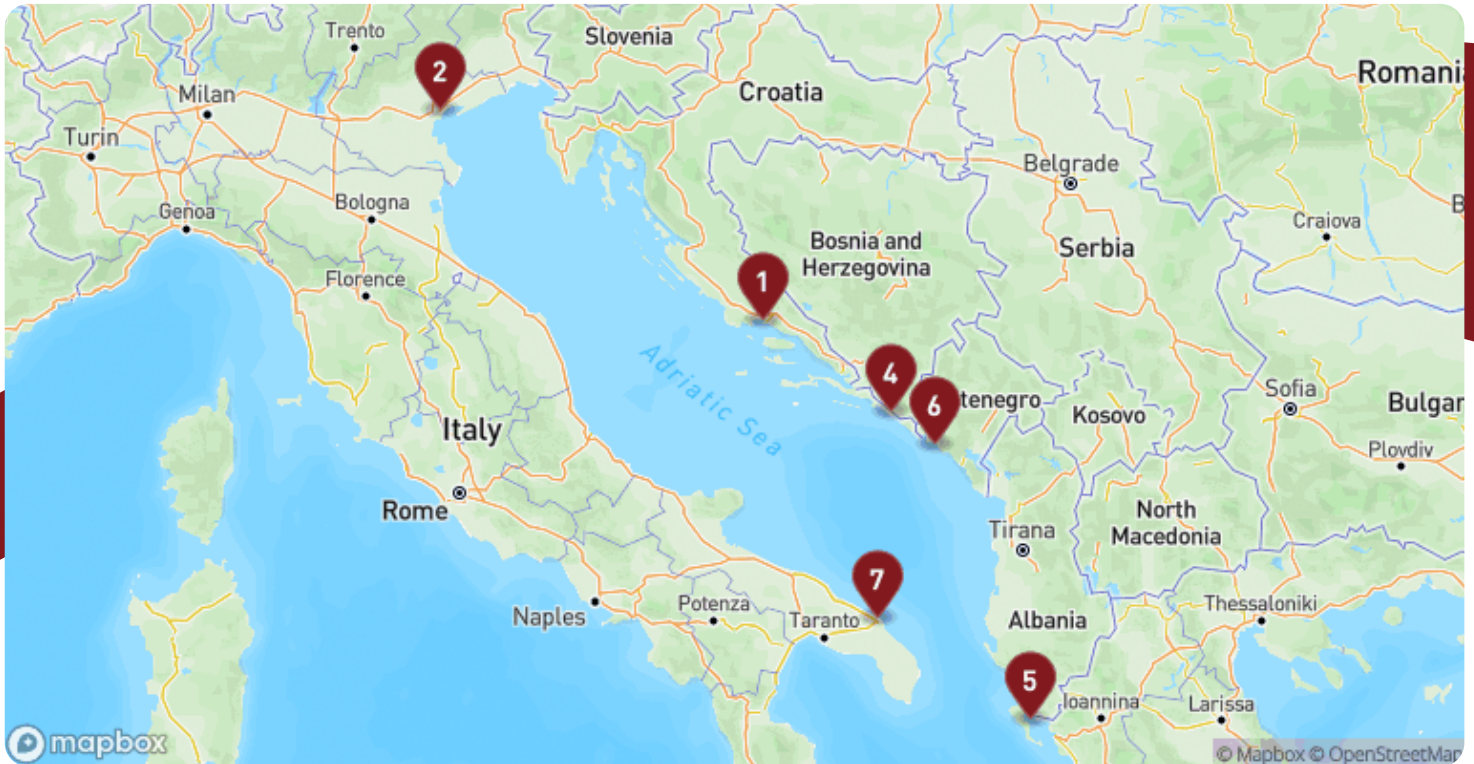 Trento
Slovenia
2
Romani
Milan
Croatia
Turin
Belgrade
Bologna
Genoa
Craiova
B
Bosnia and
Herzegovina
Serbia
1
Florence
Adriatic Sea
4
6
tenegro
Kosovo
Sofia
Bulgar
Italy
Plovdiv
Rome
North
Macedonia
Tirana
7
Naples
Potenza
Taranto
Albania
Thessaloniki
5
Ioannina
Larissa
mapbox
© Mapbox © OpenStreetMap